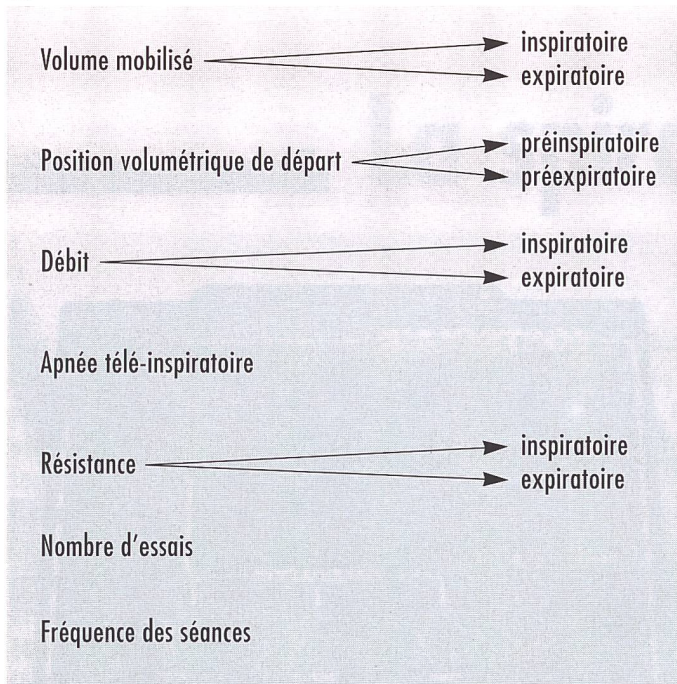 Volume mobilisé
inspiratoire
expiratoire
Position volumétrique de départ
préinspiratoire
préexpiratoire
Débit
inspiratoire
expiratoire
Apnée télé-inspiratoire
Résistance
inspiratoire
expiratoire
Nombre d'essais
Fréquence des séances